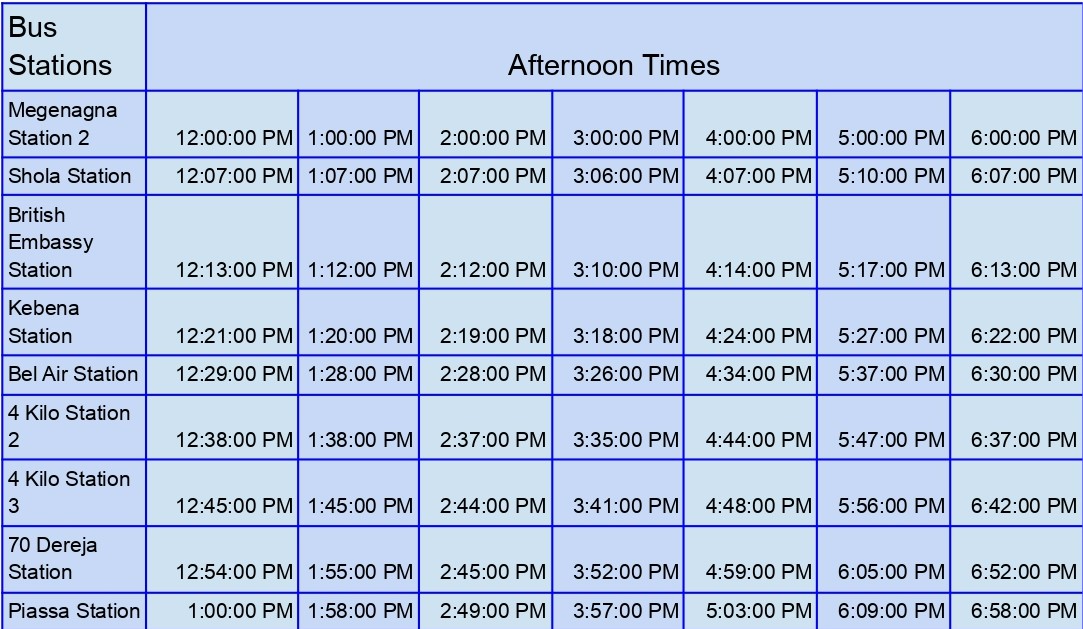 Bus
Stations
Afternoon Times
Megenagna
Station 2 12:00:00 PM 1:00:00 PM 2:00:00 PM 3:00:00 PM 4:00:00 PM 5:00:00 PM 6:00:00 PM
Shola Station 12:07:00 PM 1:07:00 PM 2:07:00 PM 3:06:00 PM 4:07:00 PM 5:10:00 PM 6:07:00 PM
British
Embassy
Station 12:13:00 PM 1:12:00 PM 2:12:00 PM 3:10:00 PM 4:14:00 PM 5:17:00 PM 6:13:00 PM
Kebena
Station 12:21:00 PM 1:20:00 PM 2:19:00 PM 3:18:00 PM 4:24:00 PM 5:27:00 PM 6:22:00 PM
Bel Air Station 12:29:00 PM 1:28:00 PM 2:28:00 PM 3:26:00 PM 4:34:00 PM 5:37:00 PM 6:30:00 PM
4 Kilo Station
2 12:38:00 PM 1:38:00 PM 2:37:00 PM 3:35:00 PM 4:44:00 PM 5:47:00 PM 6:37:00 PM
4 Kilo Station
3 12:45:00 PM 1:45:00 PM 2:44:00 PM 3:41:00 PM 4:48:00 PM 5:56:00 PM 6:42:00 PM
70 Dereja
Station 12:54:00 PM 1:55:00 PM 2:45:00 PM 3:52:00 PM 4:59:00 PM 6:05:00 PM 6:52:00 PM
Piassa Station 1:00:00 PM 1:58:00 PM 2:49:00 PM 3:57:00 PM 5:03:00 PM 6:09:00 PM 6:58:00 PM